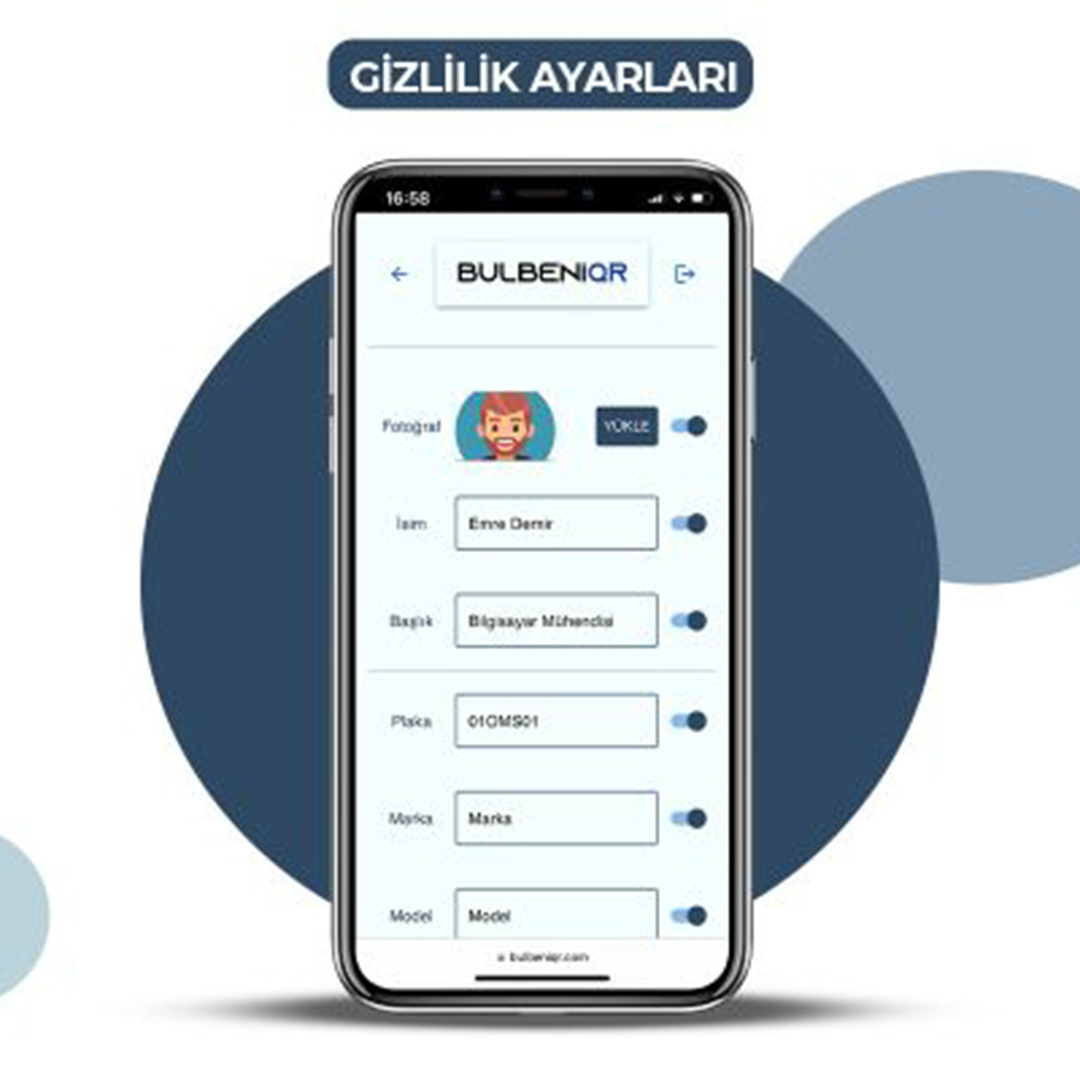 GİZLİLİK AYARLARI
16:58
BULBENIQR
Fotoğraf
YÜKLE
İsim Emre Demir
Başlık Bilgisayar Mühendisi
Plaka 01OMS01
Marka Marka
Model Model
bulbeniqr.com